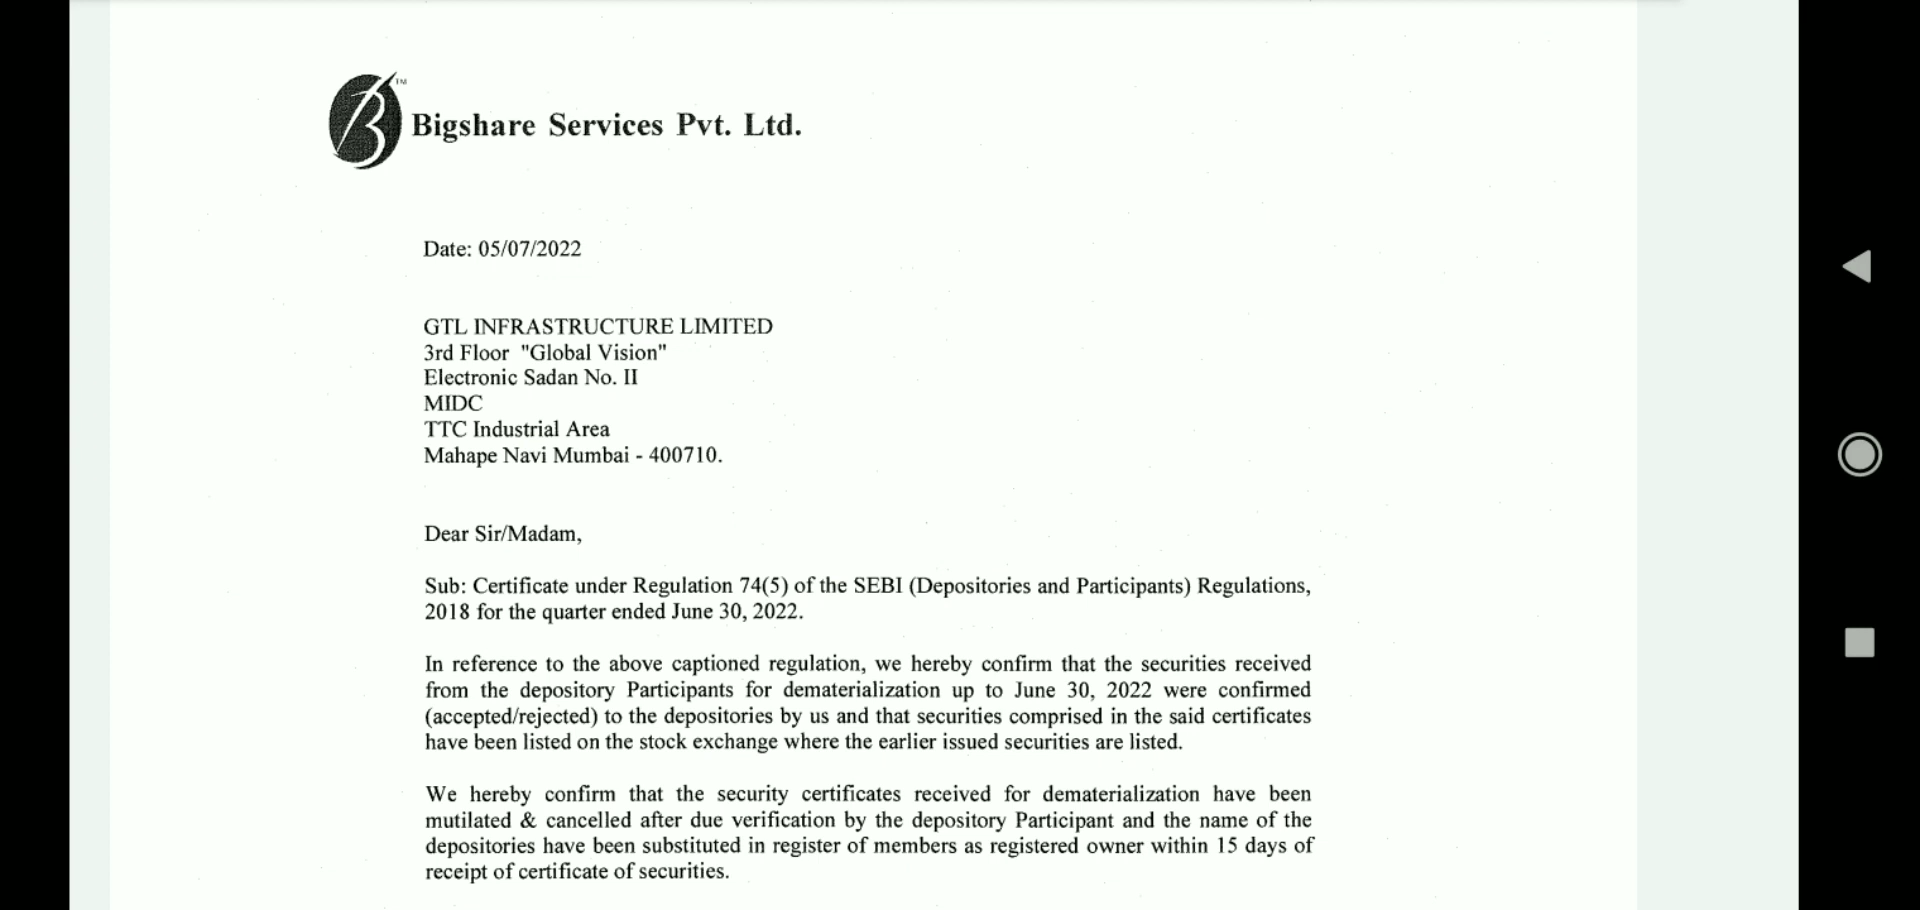 TM
Bigshare Services Pvt. Ltd.
Date: 05/07/2022
GTL INFRASTRUCTURE LIMITED
3rd Floor "Global Vision"
Electronic Sadan No. II
MIDC
TTC Industrial Area
Mahape Navi Mumbai - 400710.
Dear Sir/Madam,
Sub: Certificate under Regulation 74(5) of the SEBI (Depositories and Participants) Regulations,
2018 for the quarter ended June 30, 2022.
In reference to the above captioned regulation, we hereby confirm that the securities received
from the depository Participants for dematerialization up to June 30, 2022 were confirmed
(accepted/rejected) to the depositories by us and that securities comprised in the said certificates
have been listed on the stock exchange where the earlier issued securities are listed.
We hereby confirm that the security certificates received for dematerialization have been
mutilated & cancelled after due verification by the depository Participant and the name of the
depositories have been substituted in register of members as registered owner within 15 days of
receipt of certificate of securities.